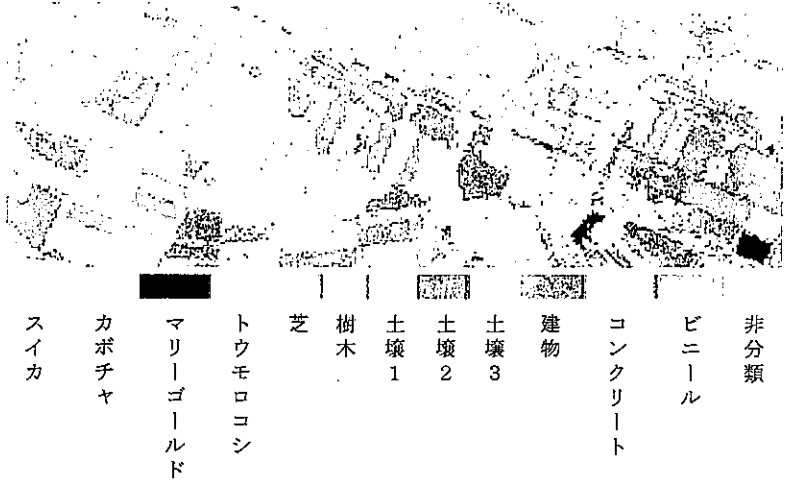 スイカ
カボチャ
マリーゴールド
トウモロコシ
芝
樹木
土壌1
土壌2
土壌3
建物
コンクリート
ビニール
非分類